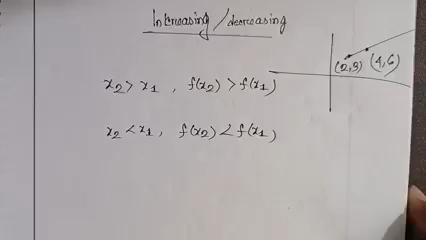 Increasing/decreasing
x₂ > x₁ , f(x₂) > f(x₁)
(2,3) (4,6)
x₂ < x₁, f(x₂) < f(x₁)